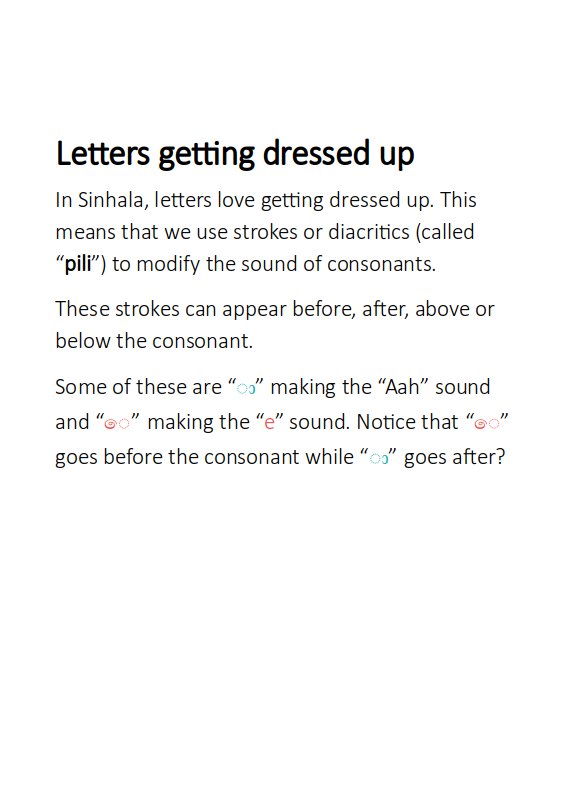 Letters getting dressed up
In Sinhala, letters love getting dressed up. This
means that we use strokes or diacritics (called
“pili”) to modify the sound of consonants.
These strokes can appear before, after, above or
below the consonant.
Some of these are “◌ා” making the “Aah” sound
and “ෙ◌” making the “e” sound. Notice that “ෙ◌”
goes before the consonant while “◌ා” goes after?